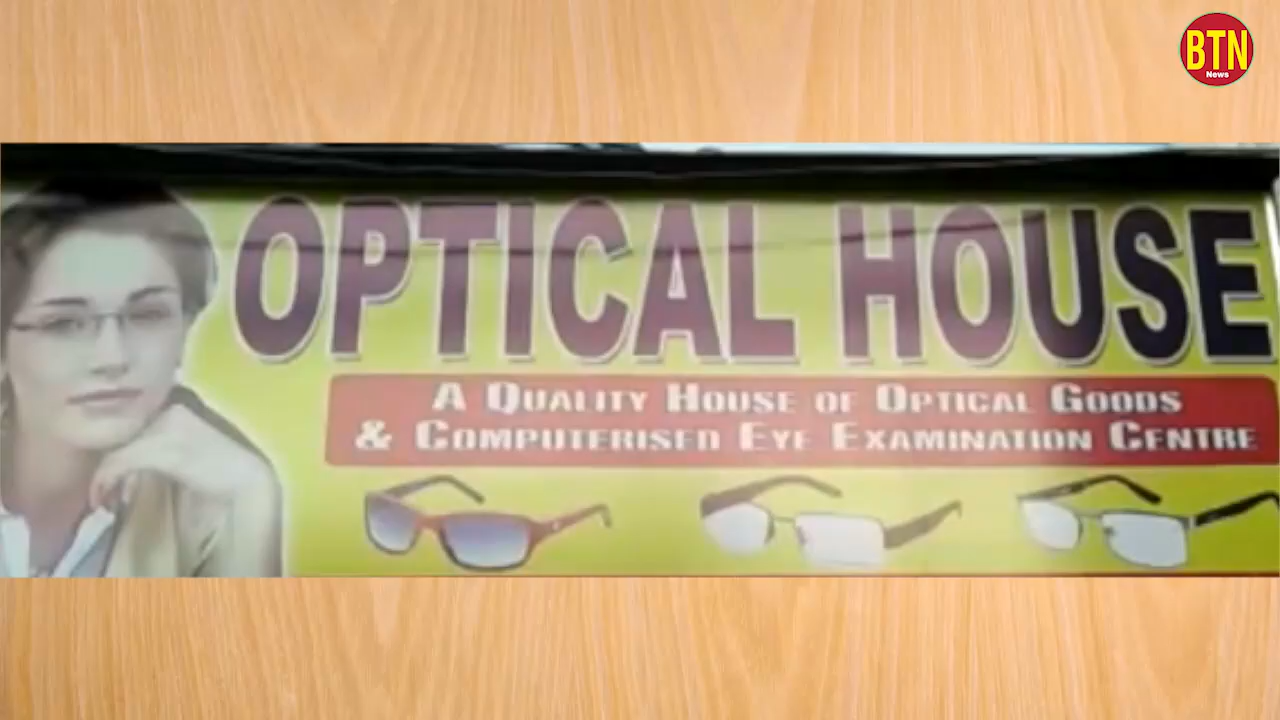 BTN
News
OPTICAL HOUSE
A QUALITY HOUSE OF OPTICAL GOODS
& COMPUTERISED EYE EXAMINATION CENTRE